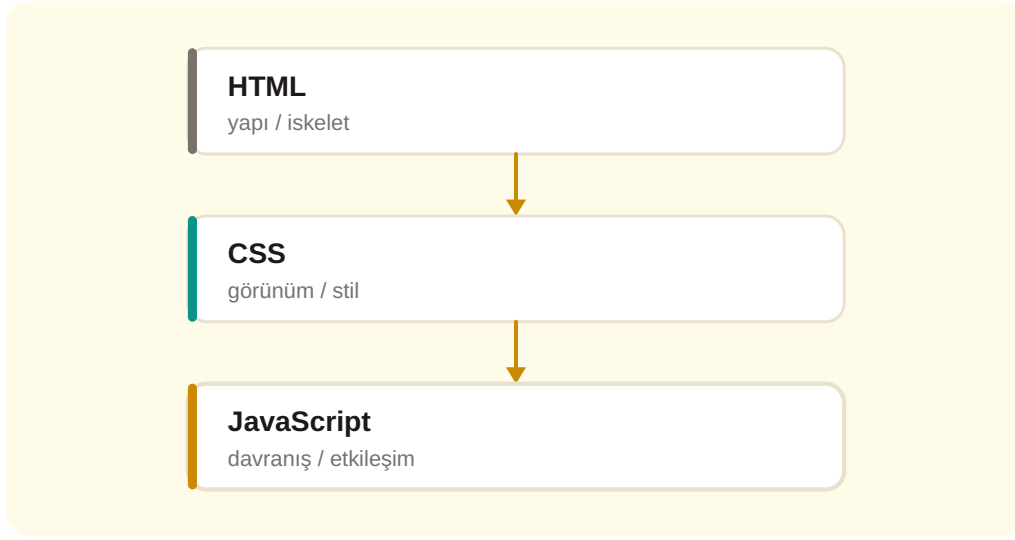 HTML
yapı / iskelet
CSS
görünüm / stil
JavaScript
davranış / etkileşim